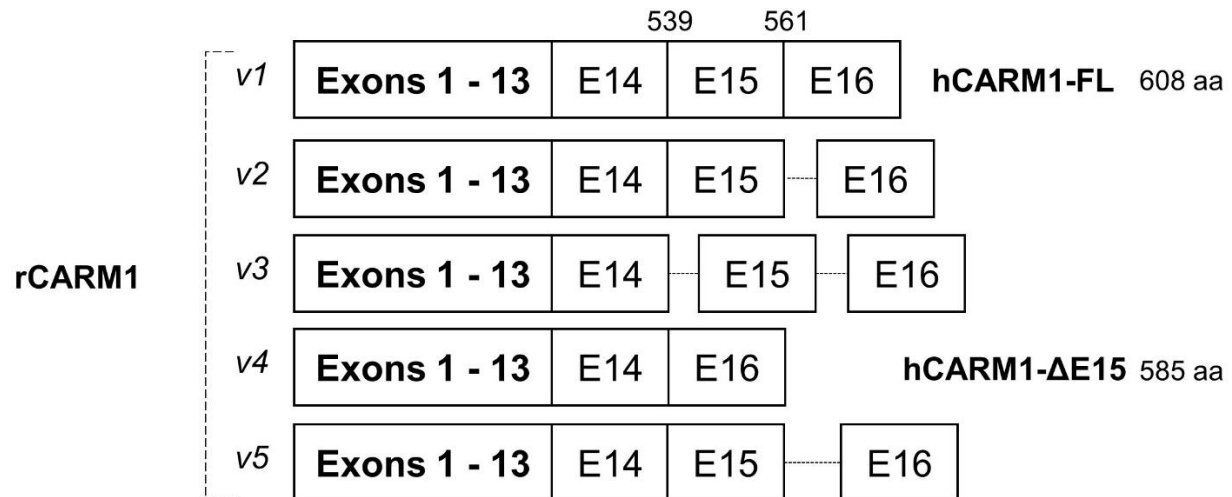 539 561
v1 Exons 1 - 13 E14 E15 E16 hCARM1-FL 608 aa
v2 Exons 1 - 13 E14 E15 E16
v3 Exons 1 - 13 E14 E15 E16
rCARM1
v4 Exons 1 - 13 E14 E16 hCARM1-ΔE15 585 aa
v5 Exons 1 - 13 E14 E15 E16